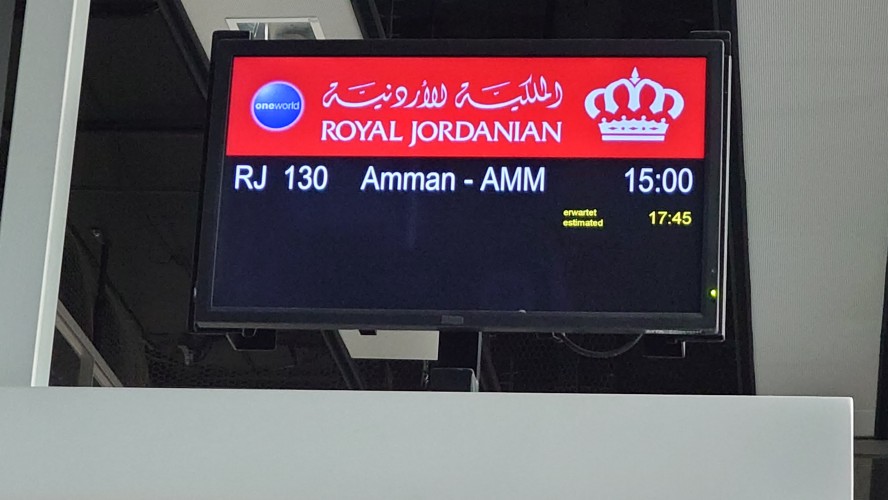 oneworld
الملكية الأردنية
ROYAL JORDANIAN
RJ 130 Amman - AMM 15:00
erwartet
estimated 17:45